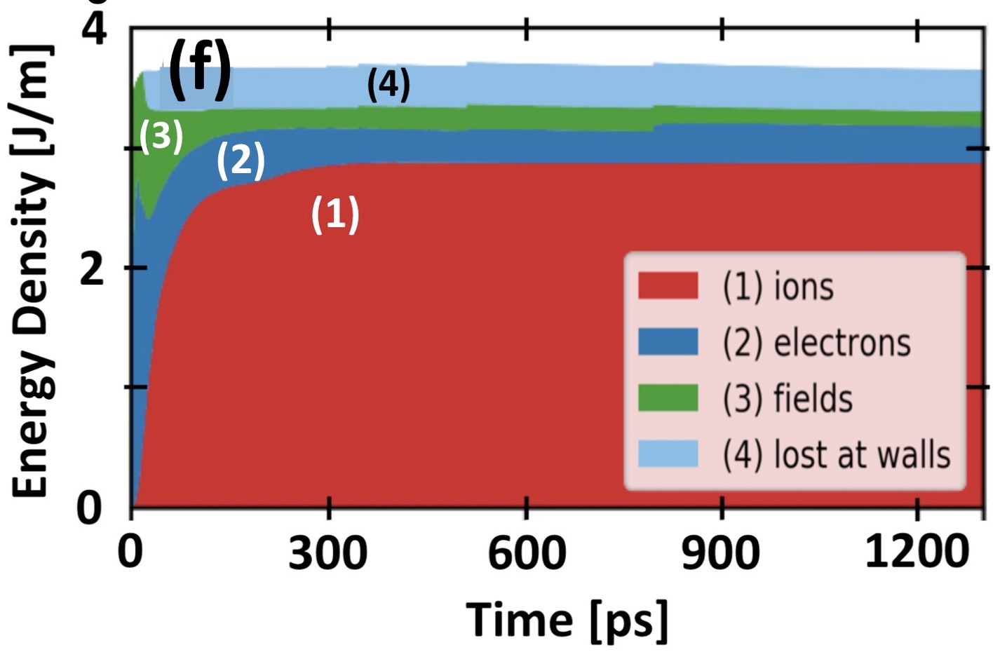 4
(f)
(4)
(3)
(2)
(1)
Energy Density [J/m]
2
(1) ions
(2) electrons
(3) fields
(4) lost at walls
0
0 300 600 900 1200
Time [ps]